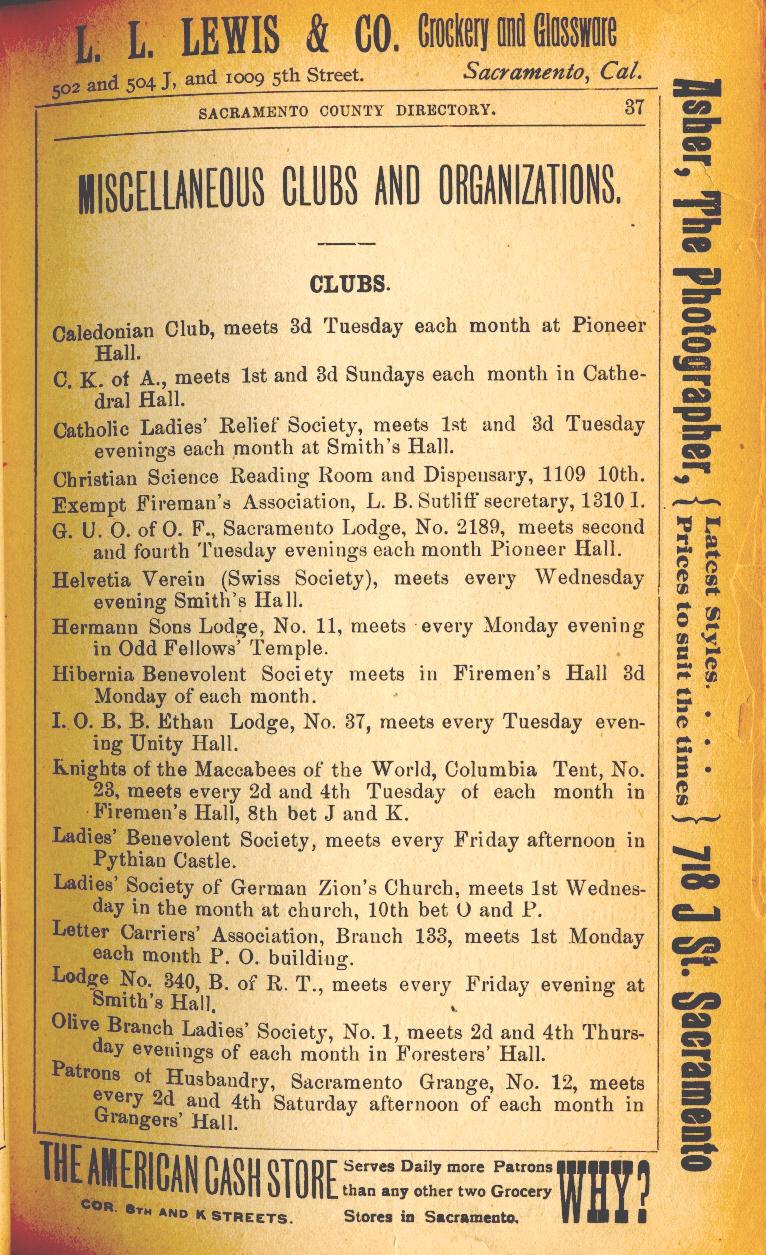 L. L. LEWIS & CO. Crockery and Glassware
502 and 504 J, and 1009 5th Street. Sacramento, Cal.
SACRAMENTO COUNTY DIRECTORY. 37
MISCELLANEOUS CLUBS AND ORGANIZATIONS.
CLUBS.
Caledonian Club, meets 3d Tuesday each month at Pioneer
Hall.
C. K. of A., meets 1st and 3d Sundays each month in Cathe-
dral Hall.
Catholic Ladies' Relief Society, meets 1st and 3d Tuesday
evenings each month at Smith's Hall.
Christian Science Reading Room and Dispensary, 1109 10th.
Exempt Fireman's Association, L. B. Sutliff secretary, 1310 I.
G. U. O. of O. F., Sacramento Lodge, No. 2189, meets second
and fourth Tuesday evenings each month Pioneer Hall.
Helvetia Verein (Swiss Society), meets every Wednesday
evening Smith's Hall.
Hermann Sons Lodge, No. 11, meets every Monday evening
in Odd Fellows' Temple.
Hibernia Benevolent Society meets in Firemen's Hall 3d
Monday of each month.
I. O. B. B. Ethan Lodge, No. 37, meets every Tuesday even-
ing Unity Hall.
Knights of the Maccabees of the World, Columbia Tent, No.
23, meets every 2d and 4th Tuesday of each month in
Firemen's Hall, 8th bet J and K.
Ladies' Benevolent Society, meets every Friday afternoon in
Pythian Castle.
Ladies' Society of German Zion's Church, meets 1st Wednes-
day in the month at church, 10th bet O and P.
Letter Carriers' Association, Branch 133, meets 1st Monday
each month P. O. building.
Lodge No. 340, B. of R. T., meets every Friday evening at
Smith's Hall.
Olive Branch Ladies' Society, No. 1, meets 2d and 4th Thurs-
day evenings of each month in Foresters' Hall.
Patrons of Husbandry, Sacramento Grange, No. 12, meets
every 2d and 4th Saturday afternoon of each month in
Grangers' Hall.
THE AMERICAN CASH STORE
COR. 8TH AND K STREETS.
Serves Daily more Patrons
than any other two Grocery
Stores in Sacramento.
WHY?
Asher, The Photographer,
{ Latest Styles. . . .
Prices to suit the times }
718 J St. Sacramento